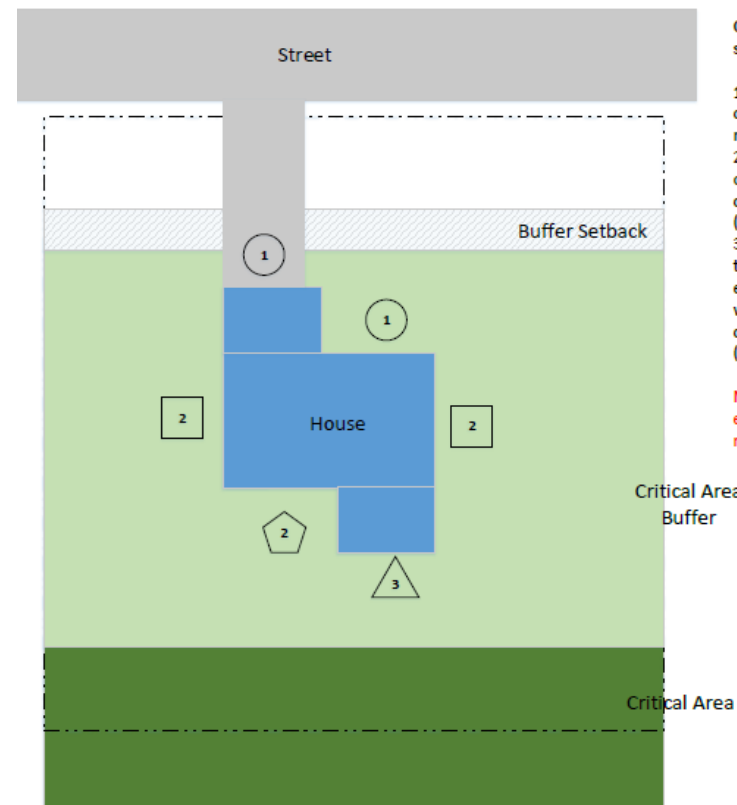 Street
Buffer Setback
1
1
House
2
2
2
3
Critical Area
Buffer
Critical Area